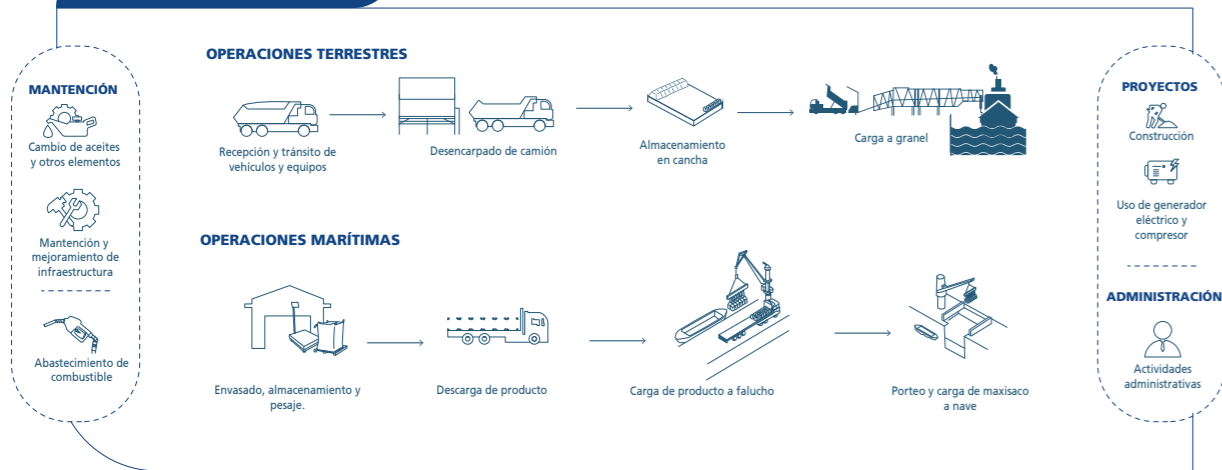 MANTENCIÓN
Cambio de aceites
y otros elementos
Mantención y
mejoramiento de
infraestructura
Abastecimiento de
combustible
OPERACIONES TERRESTRES
Recepción y tránsito de
vehículos y equipos
Desencarpado de camión
Almacenamiento
en cancha
Carga a granel
OPERACIONES MARÍTIMAS
Envasado, almacenamiento y
pesaje.
Descarga de producto
Carga de producto a falucho
Porteo y carga de maxisaco
a nave
PROYECTOS
Construcción
Uso de generador
eléctrico y
compresor
ADMINISTRACIÓN
Actividades
administrativas